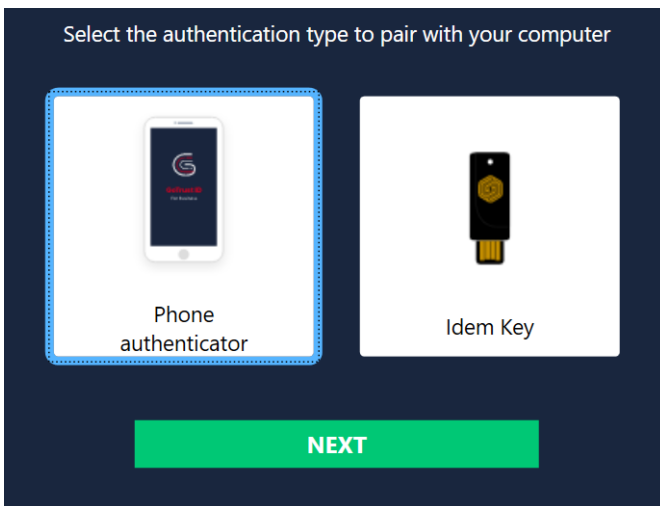 Select the authentication type to pair with your computer
Phone
authenticator
Idem Key
NEXT